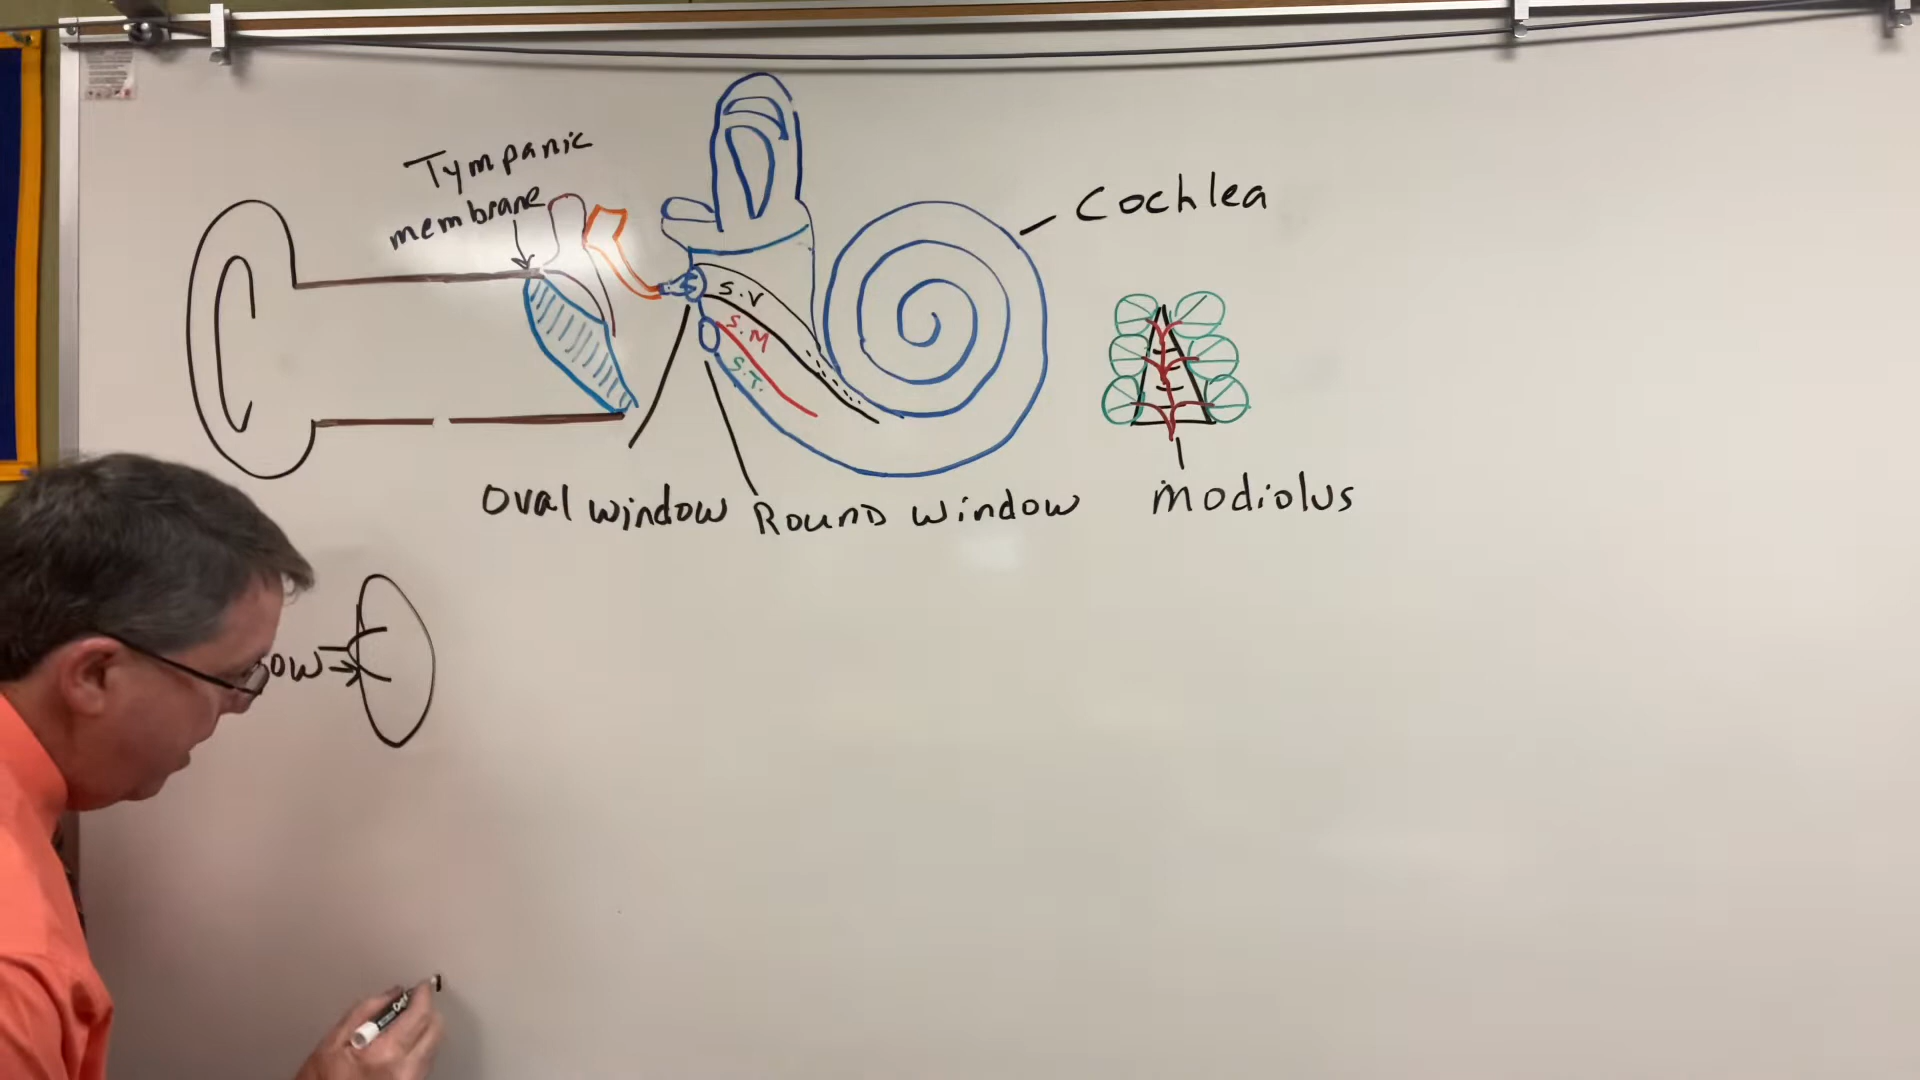 Tympanic
membrane
Cochlea
S.V
S.M
S.T.
Oval window
Round window
modiolus
ow